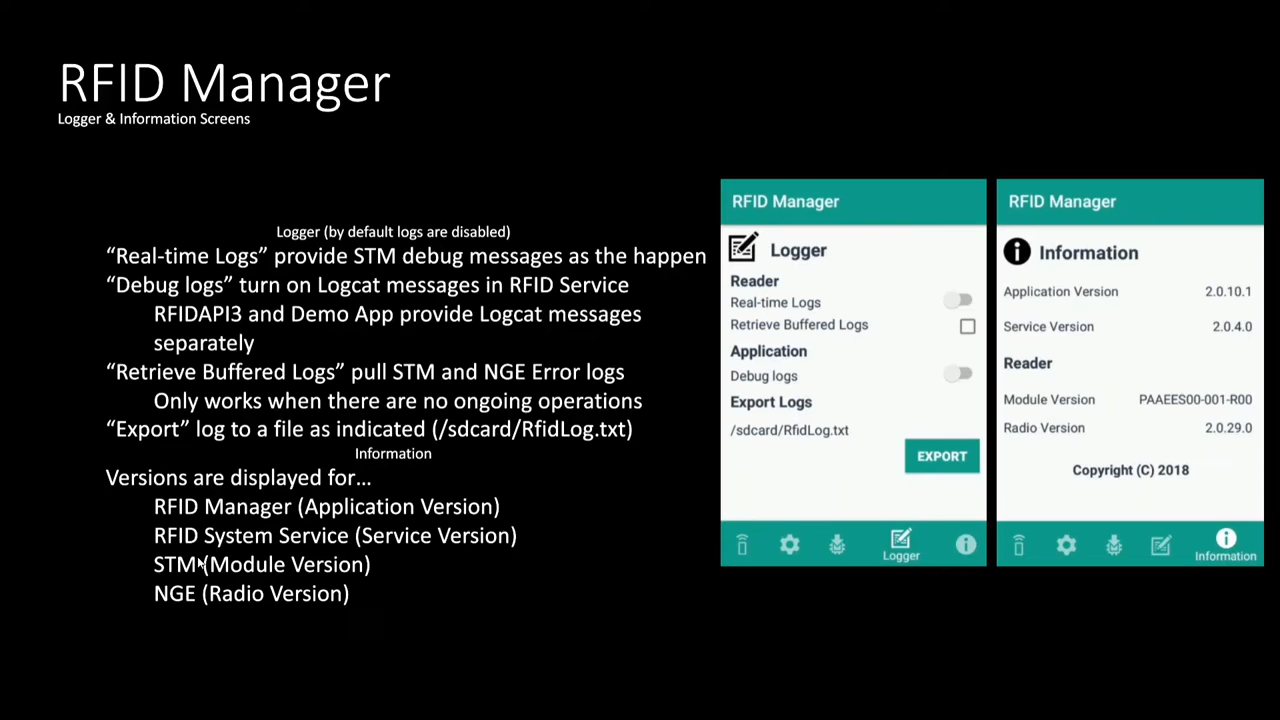 RFID Manager
Logger & Information Screens
Logger (by default logs are disabled)
“Real-time Logs” provide STM debug messages as the happen
“Debug logs” turn on Logcat messages in RFID Service
RFIDAPI3 and Demo App provide Logcat messages
separately
“Retrieve Buffered Logs” pull STM and NGE Error logs
Only works when there are no ongoing operations
“Export” log to a file as indicated (/sdcard/RfidLog.txt)
Information
Versions are displayed for…
RFID Manager (Application Version)
RFID System Service (Service Version)
STM (Module Version)
NGE (Radio Version)
RFID Manager
Logger
Reader
Real-time Logs
Retrieve Buffered Logs
Application
Debug logs
Export Logs
/sdcard/RfidLog.txt
EXPORT
Logger
RFID Manager
Information
Application Version 2.0.10.1
Service Version 2.0.4.0
Reader
Module Version PAAEES00-001-R00
Radio Version 2.0.29.0
Copyright (C) 2018
Information